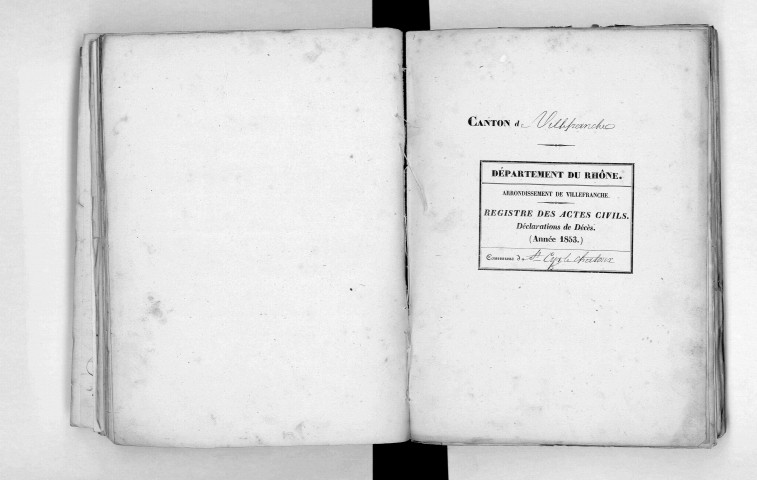 CANTON de Villefranche
DÉPARTEMENT DU RHÔNE.
ARRONDISSEMENT DE VILLEFRANCHE.
REGISTRE DES ACTES CIVILS.
Déclarations de Décès.
(Année 1853.)
Commune de St Cyr le chatoux